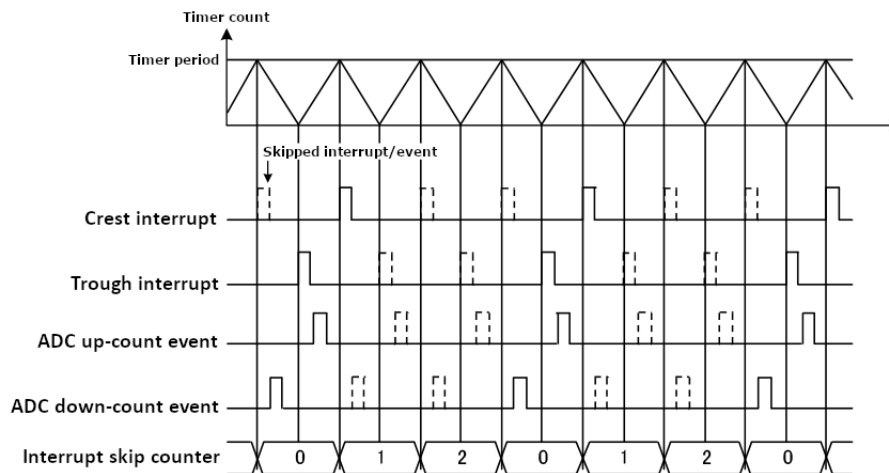 Timer count
Timer period
Skipped interrupt/event
Crest interrupt
Trough interrupt
ADC up-count event
ADC down-count event
Interrupt skip counter 0 1 2 0 1 2 0